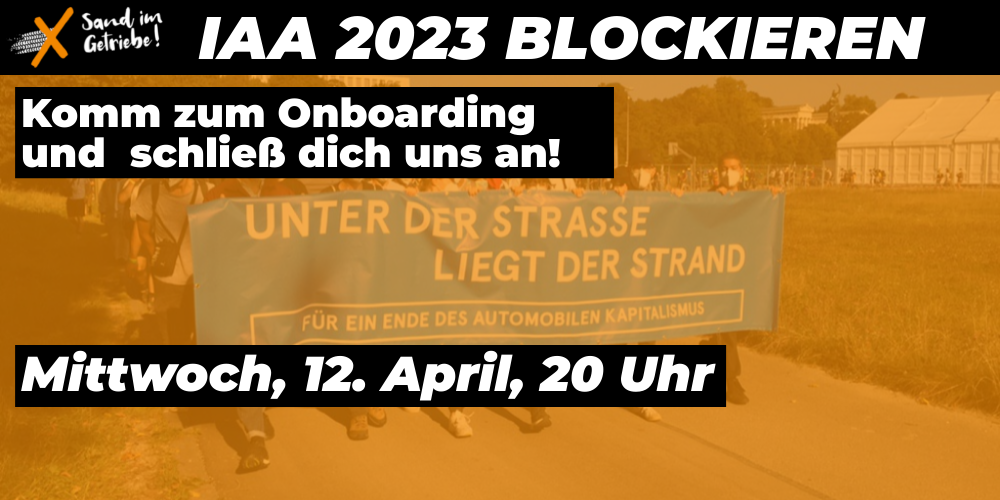 Sand im
Getriebe!
IAA 2023 BLOCKIEREN
Komm zum Onboarding
und schließ dich uns an!
UNTER DER STRASSE
LIEGT DER STRAND
FÜR EIN ENDE DES AUTOMOBILEN KAPITALISMUS
Mittwoch, 12. April, 20 Uhr